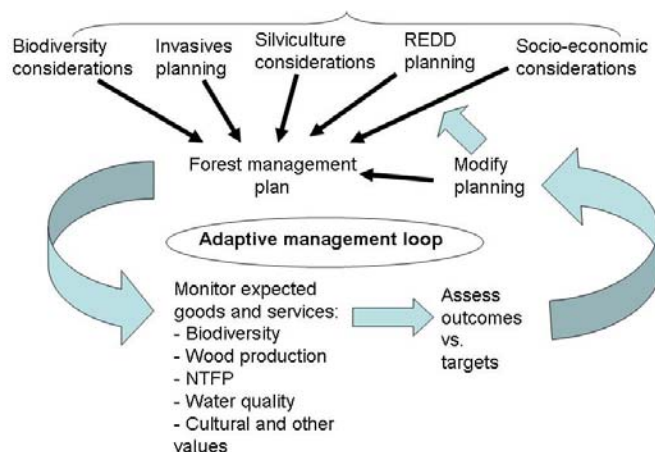 Biodiversity
considerations
Invasives
planning
Silviculture
considerations
REDD
planning
Socio-economic
considerations
Forest management
plan
Modify
planning
Adaptive management loop
Monitor expected
goods and services:
- Biodiversity
- Wood production
- NTFP
- Water quality
- Cultural and other
values
Assess
outcomes
vs.
targets